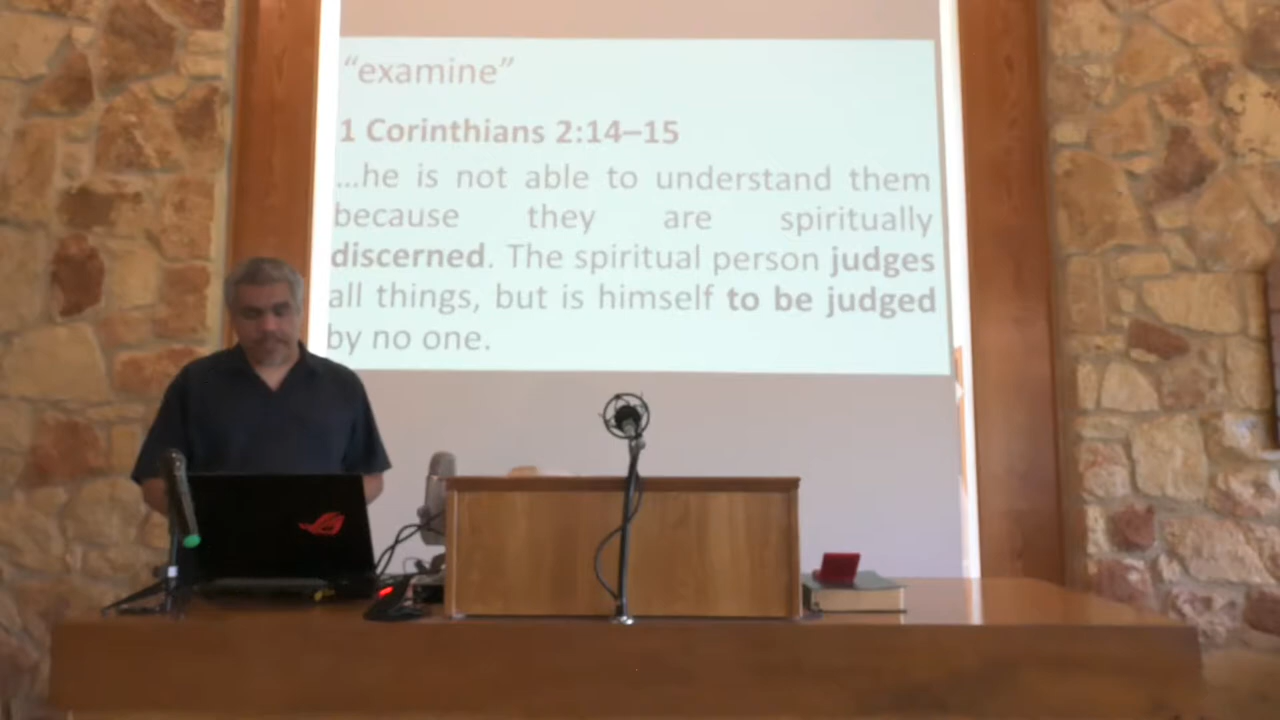 “examine”
1 Corinthians 2:14–15
...he is not able to understand them
because they are spiritually
discerned. The spiritual person judges
all things, but is himself to be judged
by no one.